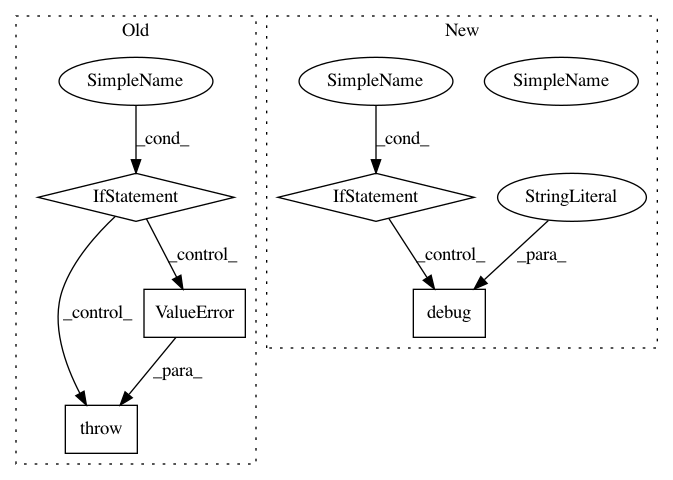 Old
New
SimpleName
SimpleName
SimpleName
_cond_
_cond_
IfStatement
IfStatement
StringLiteral
_control_
_control_
_control_
_para_
ValueError
debug
_para_
throw